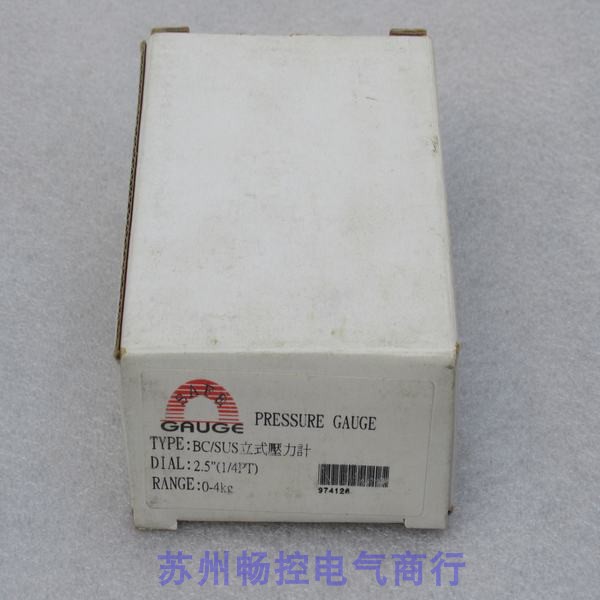 SAFE
GAUGE
PRESSURE GAUGE
TYPE:BC/SUS立式壓力計
DIAL:2.5"(1/4PT)
RANGE:0-4kg
974126
苏州畅控电气商行